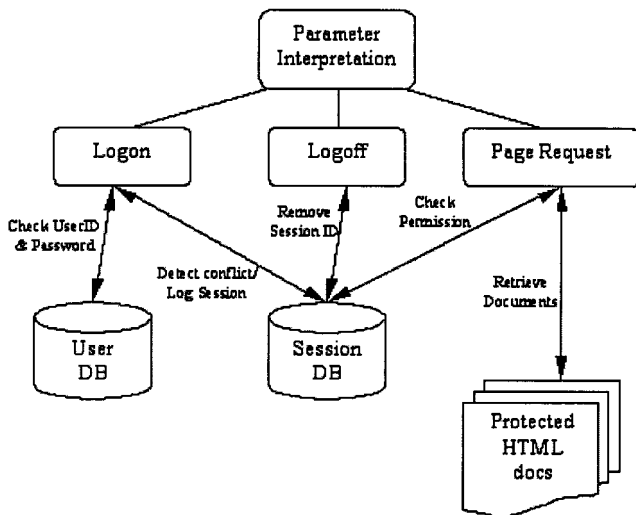 Parameter
Interpretation
Logon
Logoff
Page Request
Check UserID
& Password
Remove
Session ID
Check
Permission
Detect conflict/
Log Session
Retrieve
Documents
User
DB
Session
DB
Protected
HTML
docs